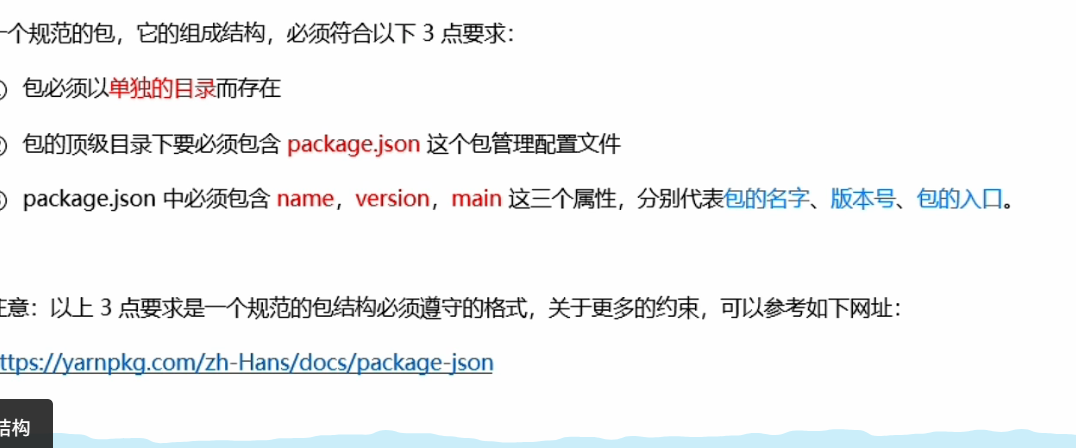 一个规范的包，它的组成结构，必须符合以下 3 点要求：
包必须以单独的目录而存在
② 包的顶级目录下要必须包含 package.json 这个包管理配置文件
package.json 中必须包含 name，version，main 这三个属性，分别代表包的名字、版本号、包的入口。
注意：以上 3 点要求是一个规范的包结构必须遵守的格式，关于更多的约束，可以参考如下网址：
ttps://yarnpkg.com/zh-Hans/docs/package-json
结构